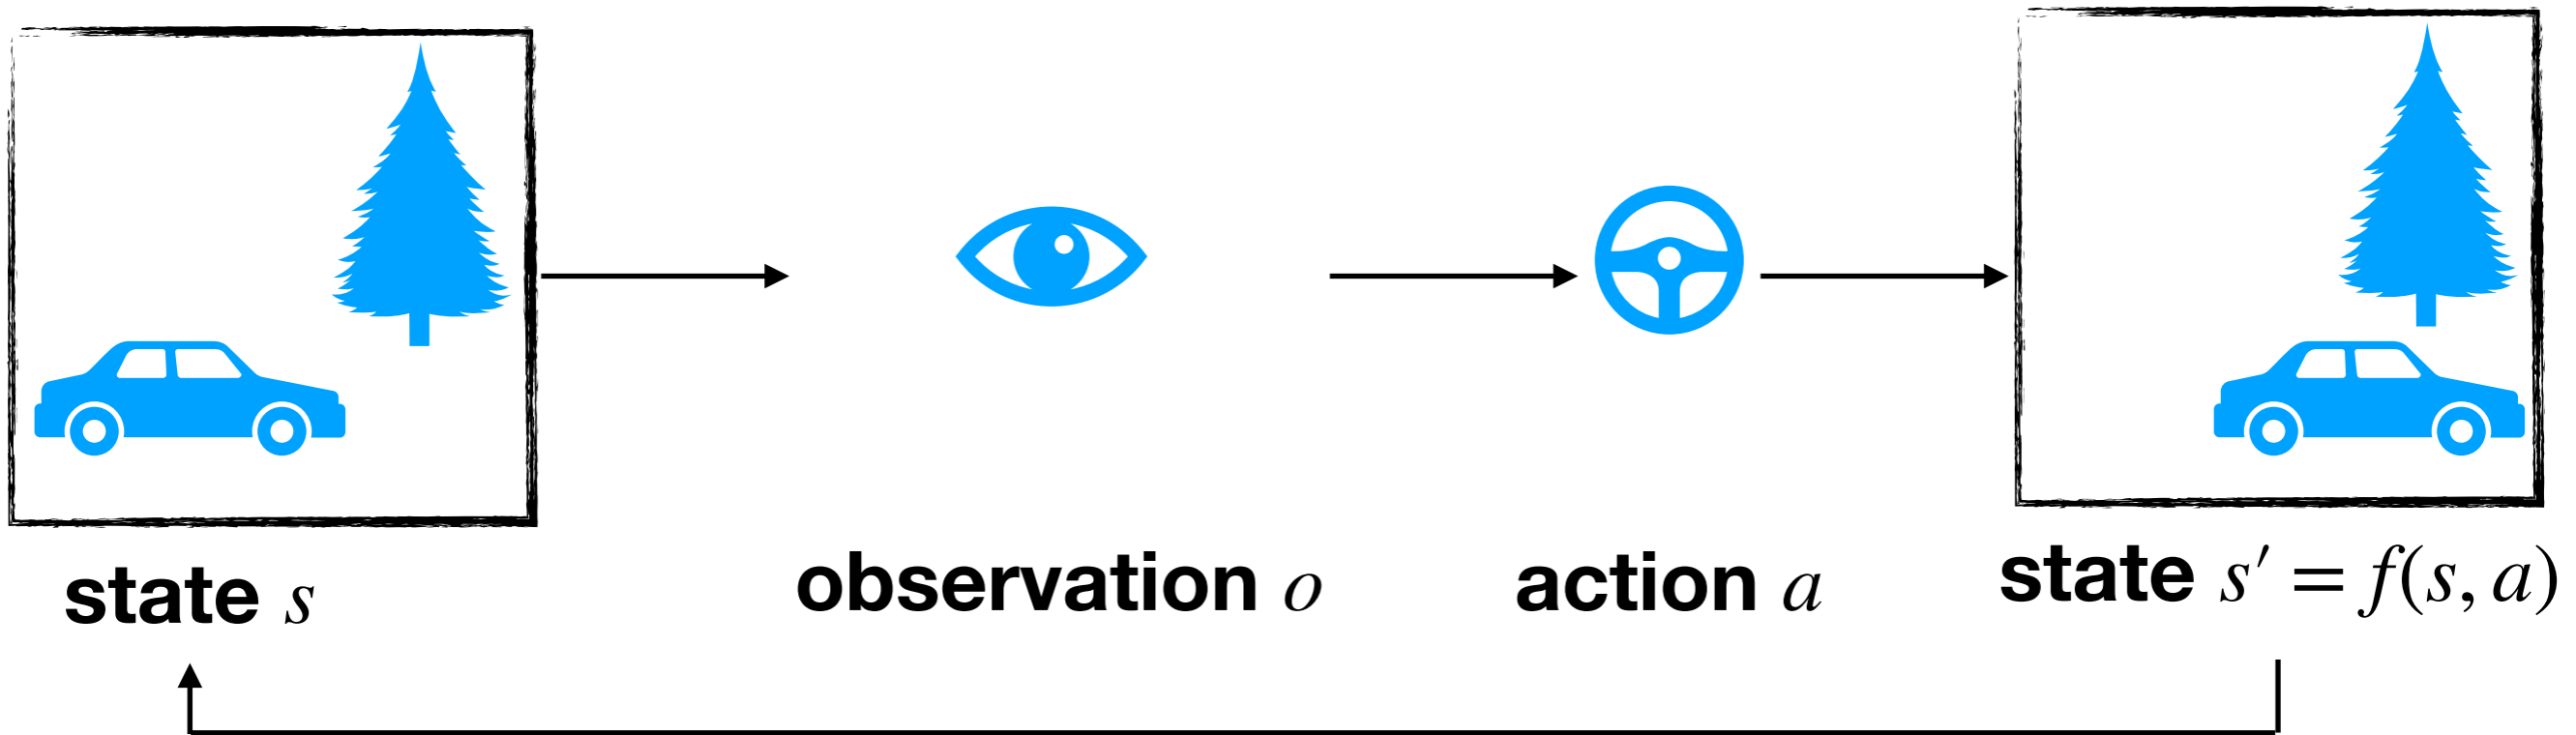 state s
observation o
action a
state s′ = f(s, a)